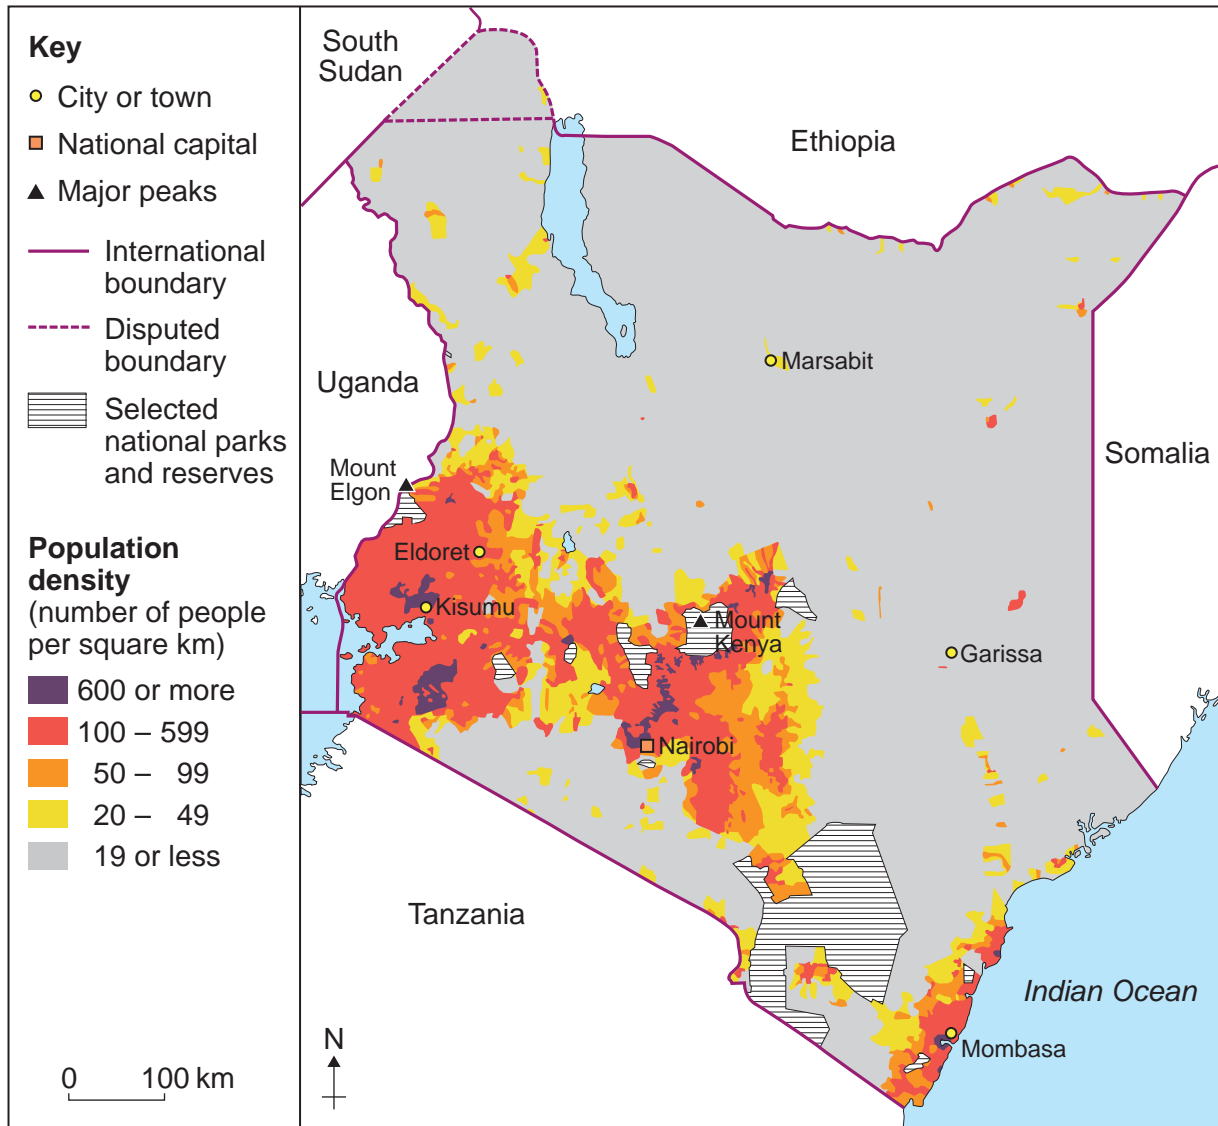 Key
City or town
National capital
Major peaks
International
boundary
Disputed
boundary
Selected
national parks
and reserves
Population
density
(number of people
per square km)
600 or more
100 – 599
50 – 99
20 – 49
19 or less
0 100 km
South
Sudan
Ethiopia
Uganda
Marsabit
Somalia
Mount
Elgon
Eldoret
Kisumu
Mount
Kenya
Garissa
Nairobi
Tanzania
Indian Ocean
N
Mombasa